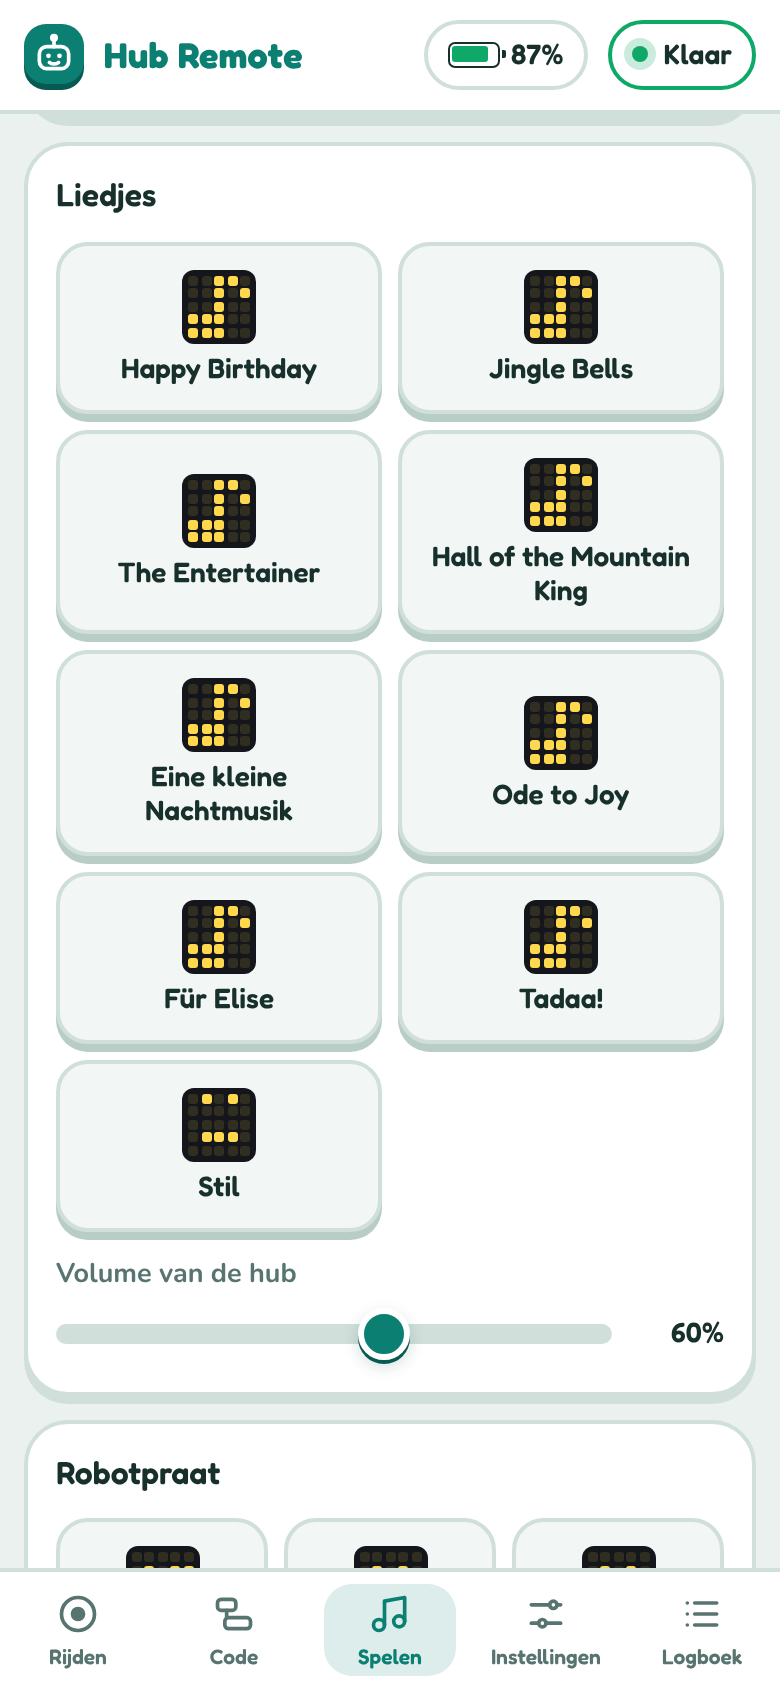 Hub Remote
87%
Klaar
Liedjes
Happy Birthday
Jingle Bells
The Entertainer
Hall of the Mountain
King
Eine kleine
Nachtmusik
Ode to Joy
Für Elise
Tadaa!
Stil
Volume van de hub
60%
Robotpraat
Rijden
Code
Spelen
Instellingen
Logboek